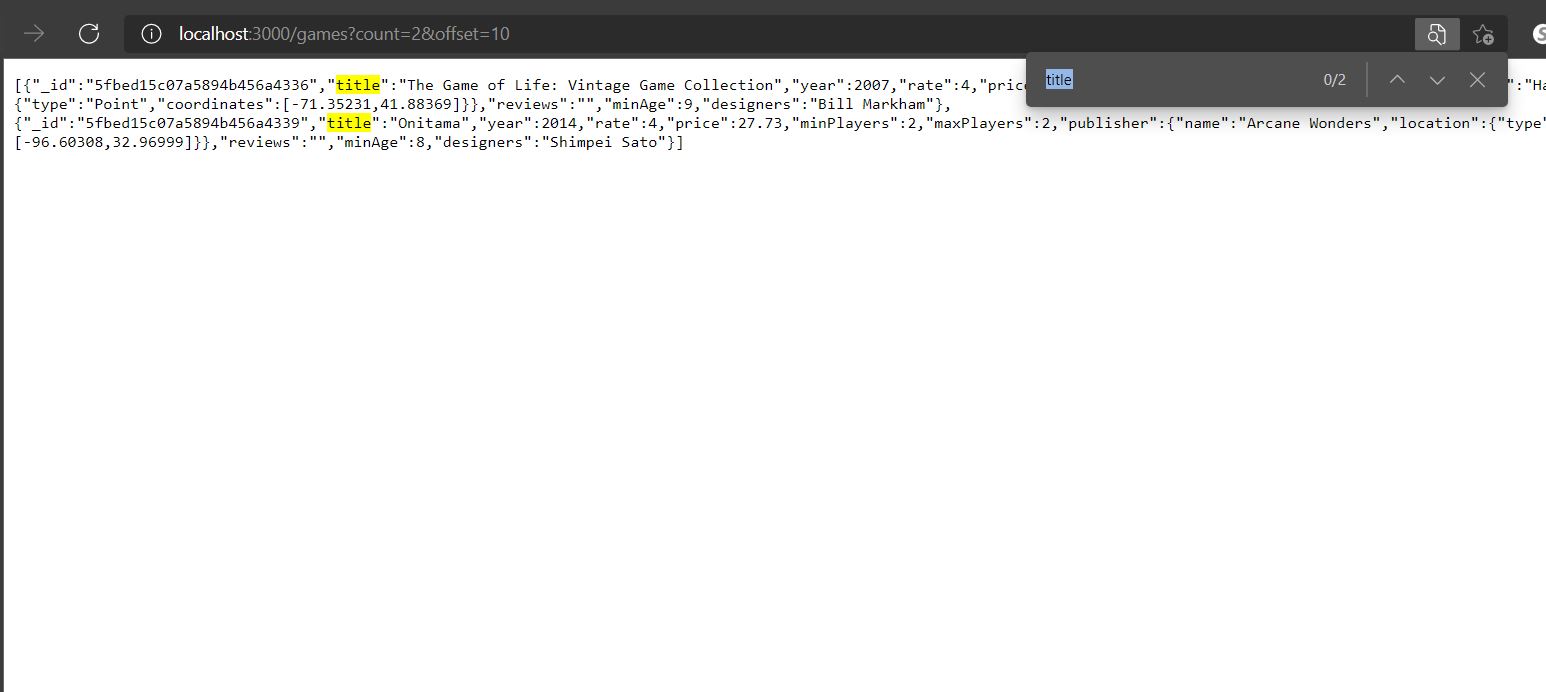 localhost:3000/games?count=2&offset=10
title 0/2
[{"_id":"5fbed15c07a5894b456a4336","title":"The Game of Life: Vintage Game Collection","year":2007,"rate":4,"pric ":"Ha
{"type":"Point","coordinates":[-71.35231,41.88369]}},"reviews":"","minAge":9,"designers":"Bill Markham"},
{"_id":"5fbed15c07a5894b456a4339","title":"Onitama","year":2014,"rate":4,"price":27.73,"minPlayers":2,"maxPlayers":2,"publisher":{"name":"Arcane Wonders","location":{"type"
[-96.60308,32.96999]}},"reviews":"","minAge":8,"designers":"Shimpei Sato"}]